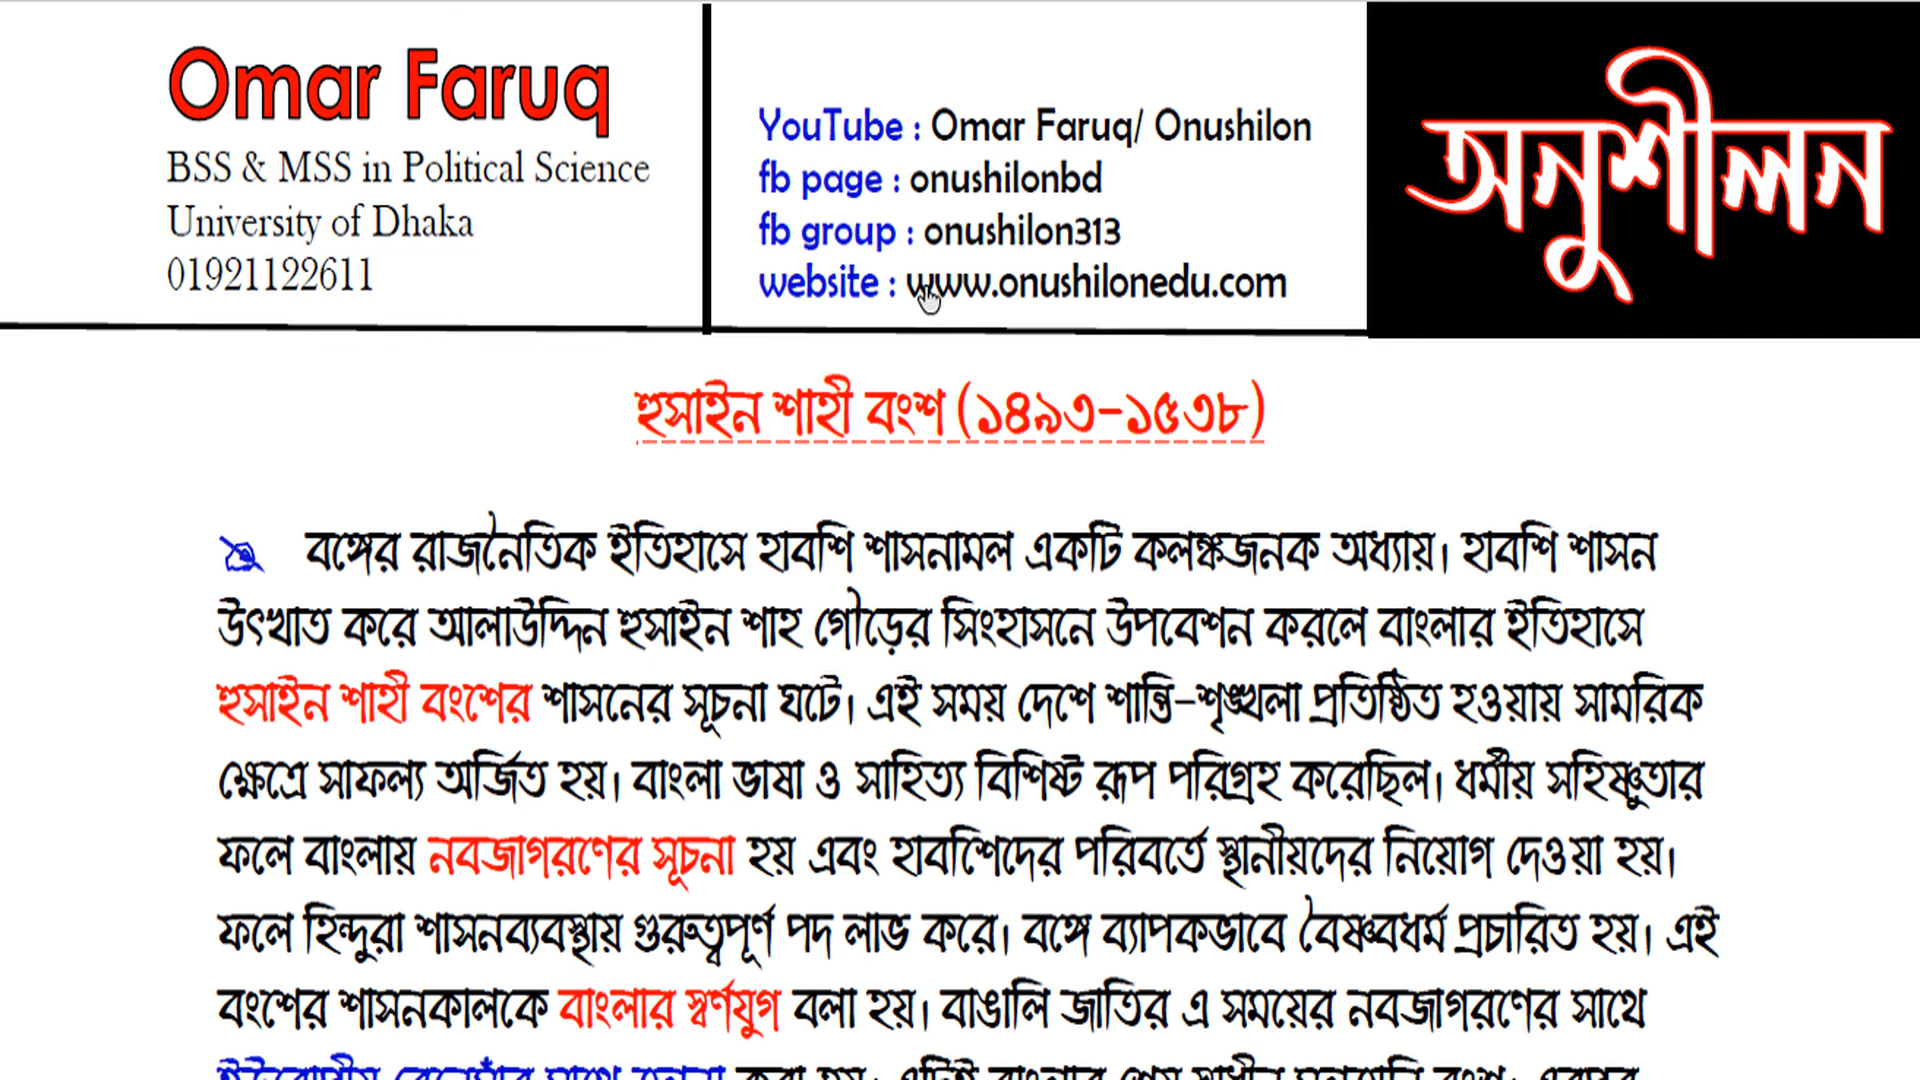 Omar Faruq
BSS & MSS in Political Science
University of Dhaka
01921122611
YouTube : Omar Faruq/ Onushilon
fb page : onushilonbd
fb group : onushilon313
website : www.onushilonedu.com
অনুশীলন
হুসাইন শাহী বংশ (১৪৯৩-১৫৩৮)
বঙ্গের রাজনৈতিক ইতিহাসে হাবশি শাসনামল একটি কলঙ্কজনক অধ্যায়। হাবশি শাসন
উৎখাত করে আলাউদ্দিন হুসাইন শাহ গৌড়ের সিংহাসনে উপবেশন করলে বাংলার ইতিহাসে
হুসাইন শাহী বংশের শাসনের সূচনা ঘটে। এই সময় দেশে শান্তি-শৃঙ্খলা প্রতিষ্ঠিত হওয়ায় সামরিক
ক্ষেত্রে সাফল্য অর্জিত হয়। বাংলা ভাষা ও সাহিত্য বিশিষ্ট রূপ পরিগ্রহ করেছিল। ধর্মীয় সহিষ্ণুতার
ফলে বাংলায় নবজাগরণের সূচনা হয় এবং হাবশিদের পরিবর্তে স্থানীয়দের নিয়োগ দেওয়া হয়।
ফলে হিন্দুরা শাসনব্যবস্থায় গুরুত্বপূর্ণ পদ লাভ করে। বঙ্গে ব্যাপকভাবে বৈষ্ণবধর্ম প্রচারিত হয়। এই
বংশের শাসনকালকে বাংলার স্বর্ণযুগ বলা হয়। বাঙালি জাতির এ সময়ের নবজাগরণের সাথে